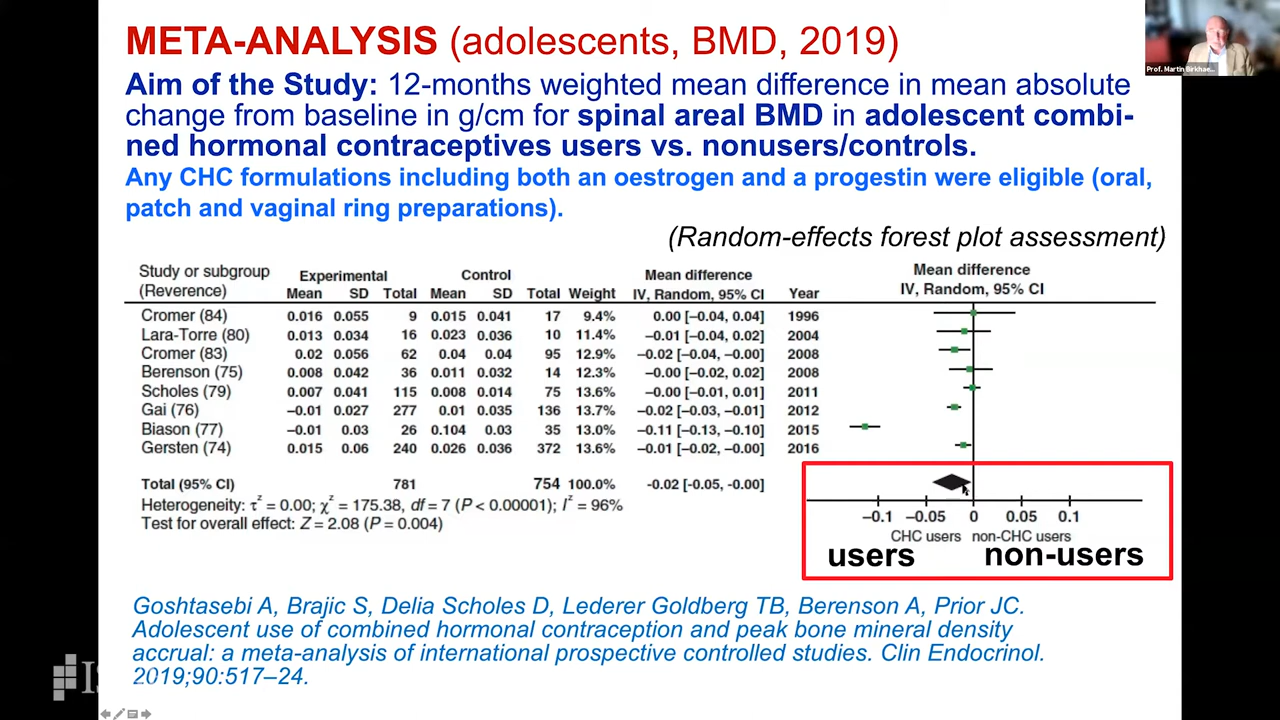 META-ANALYSIS (adolescents, BMD, 2019)
Aim of the Study: 12-months weighted mean difference in mean absolute
change from baseline in g/cm for spinal areal BMD in adolescent combi-
ned hormonal contraceptives users vs. nonusers/controls.
Any CHC formulations including both an oestrogen and a progestin were eligible (oral,
patch and vaginal ring preparations).
(Random-effects forest plot assessment)
Study or subgroup Experimental Control Mean difference Mean difference
(Reverence) Mean SD Total Mean SD Total Weight IV, Random, 95% CI Year IV, Random, 95% CI
Cromer (84) 0.016 0.055 9 0.015 0.041 17 9.4% 0.00 [−0.04, 0.04] 1996
Lara-Torre (80) 0.013 0.034 16 0.023 0.036 10 11.4% −0.01 [−0.04, 0.02] 2004
Cromer (83) 0.02 0.056 62 0.04 0.04 95 12.9% −0.02 [−0.04, −0.00] 2008
Berenson (75) 0.008 0.042 36 0.011 0.032 14 12.3% −0.00 [−0.02, 0.02] 2008
Scholes (79) 0.007 0.041 115 0.008 0.014 75 13.6% −0.00 [−0.01, 0.01] 2011
Gai (76) −0.01 0.027 277 0.01 0.035 136 13.7% −0.02 [−0.03, −0.01] 2012
Biason (77) −0.01 0.03 26 0.104 0.03 35 13.0% −0.11 [−0.13, −0.10] 2015
Gersten (74) 0.015 0.06 240 0.026 0.036 372 13.6% −0.01 [−0.02, −0.00] 2016
Total (95% CI) 781 754 100.0% -0.02 [-0.05, -0.00]
Heterogeneity: τ² = 0.00; χ² = 175.38, df = 7 (P < 0.00001); I² = 96%
Test for overall effect: Z = 2.08 (P = 0.004)
−0.1 −0.05 0 0.05 0.1
CHC users non-CHC users
users non-users
Goshtasebi A, Brajic S, Delia Scholes D, Lederer Goldberg TB, Berenson A, Prior JC.
Adolescent use of combined hormonal contraception and peak bone mineral density
accrual: a meta-analysis of international prospective controlled studies. Clin Endocrinol.
2019;90:517–24.
Prof. Martin Birkhae...